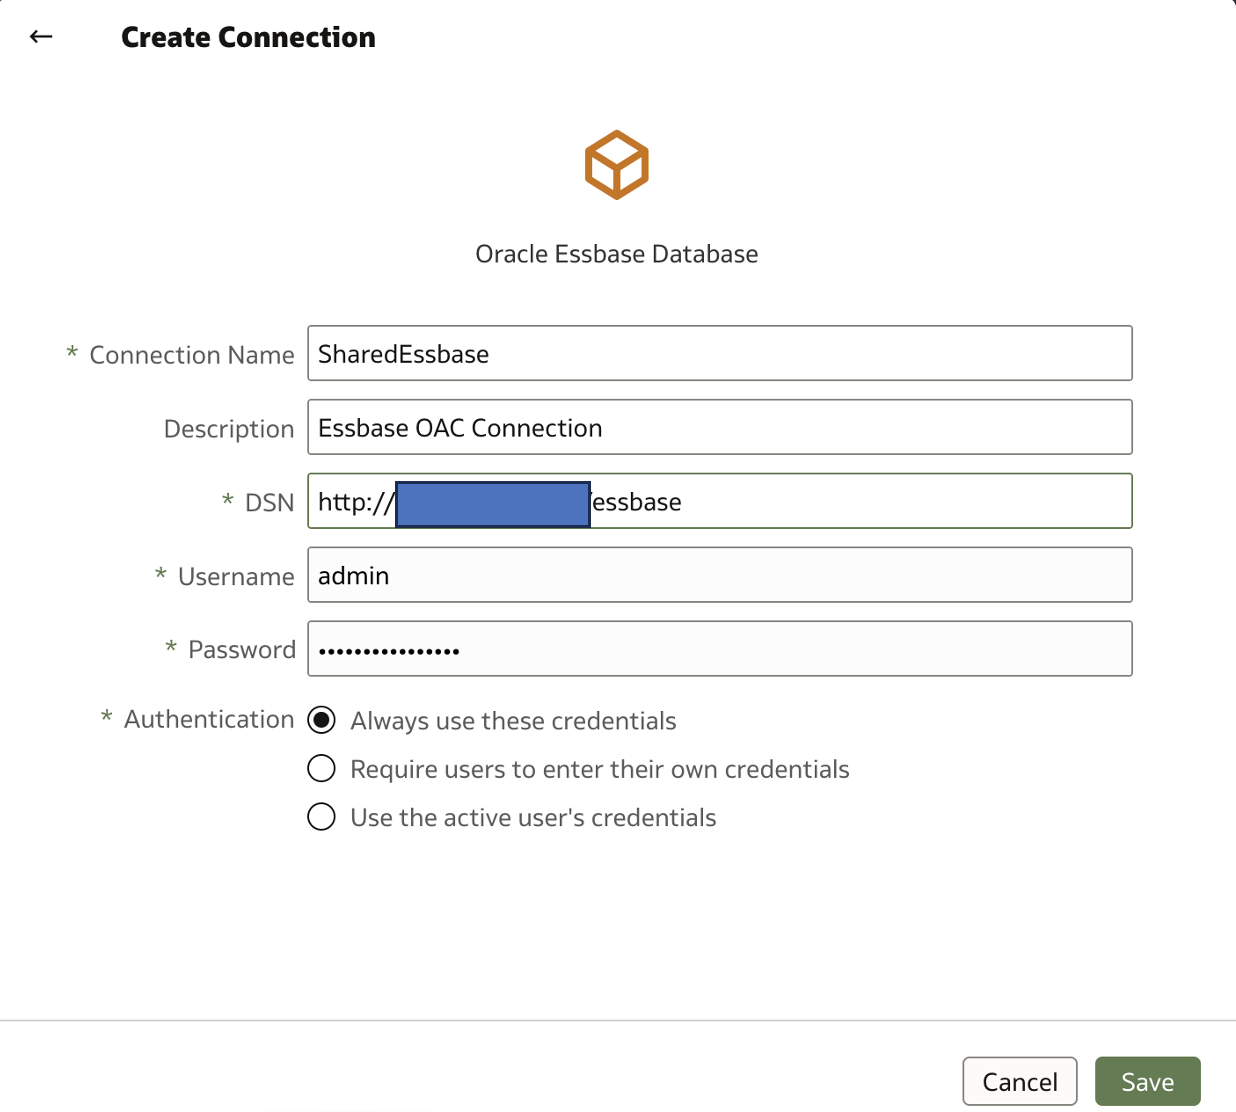 ← Create Connection
Oracle Essbase Database
* Connection Name SharedEssbase
Description Essbase OAC Connection
* DSN http:// /essbase
* Username admin
* Password ••••••••••••••••
* Authentication Always use these credentials
Require users to enter their own credentials
Use the active user's credentials
Cancel Save